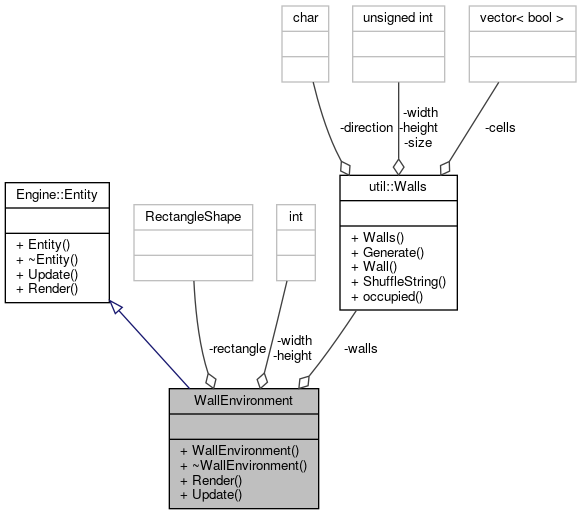 char
unsigned int
vector< bool >
-direction
-width
-height
-size
-cells
Engine::Entity
+ Entity()
+ ~Entity()
+ Update()
+ Render()
RectangleShape
int
util::Walls
+ Walls()
+ Generate()
+ Wall()
+ ShuffleString()
+ occupied()
-rectangle
-width
-height
-walls
WallEnvironment
+ WallEnvironment()
+ ~WallEnvironment()
+ Render()
+ Update()